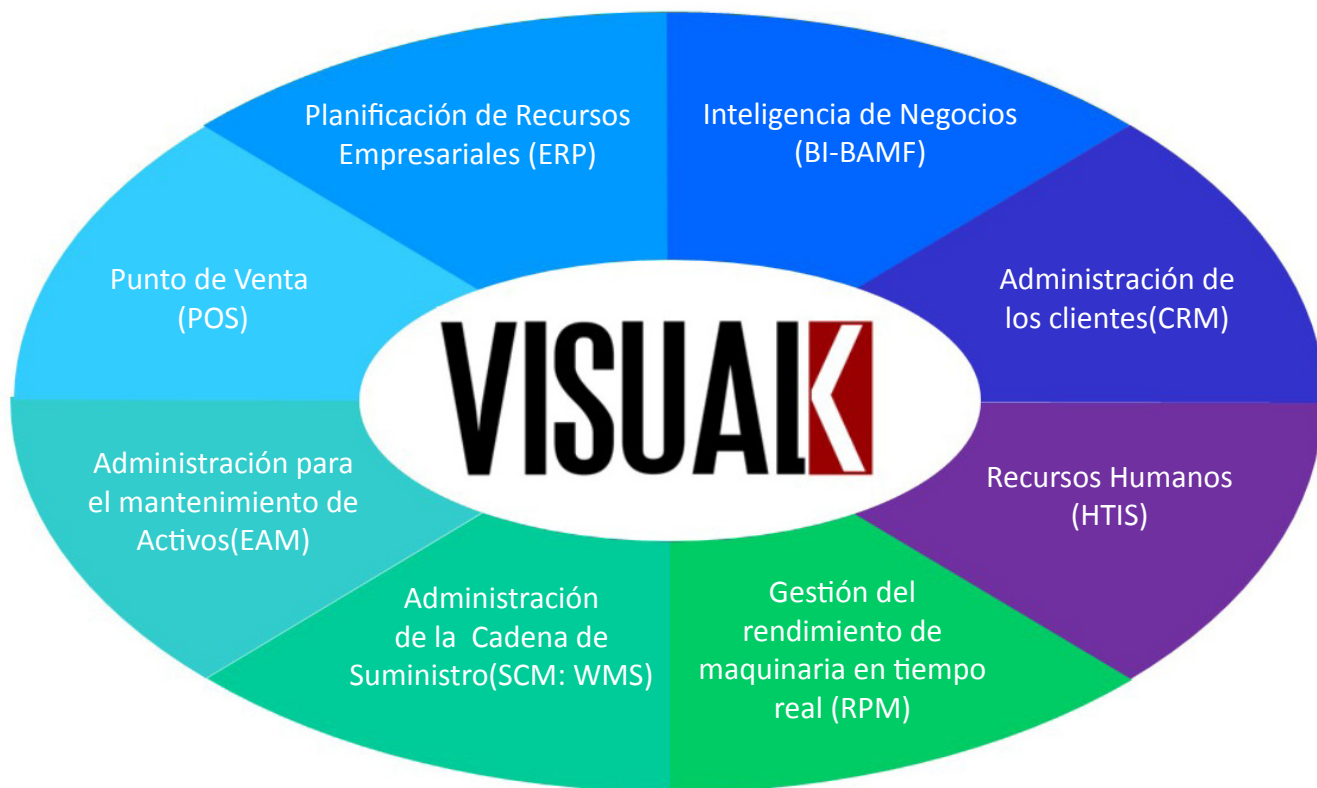 Planificación de Recursos
Empresariales (ERP)
Inteligencia de Negocios
(BI-BAMF)
Punto de Venta
(POS)
Administración de
los clientes(CRM)
VISUALK
Administración para
el mantenimiento de
Activos(EAM)
Recursos Humanos
(HTIS)
Administración
de la Cadena de
Suministro(SCM: WMS)
Gestión del
rendimiento de
maquinaria en tiempo
real (RPM)